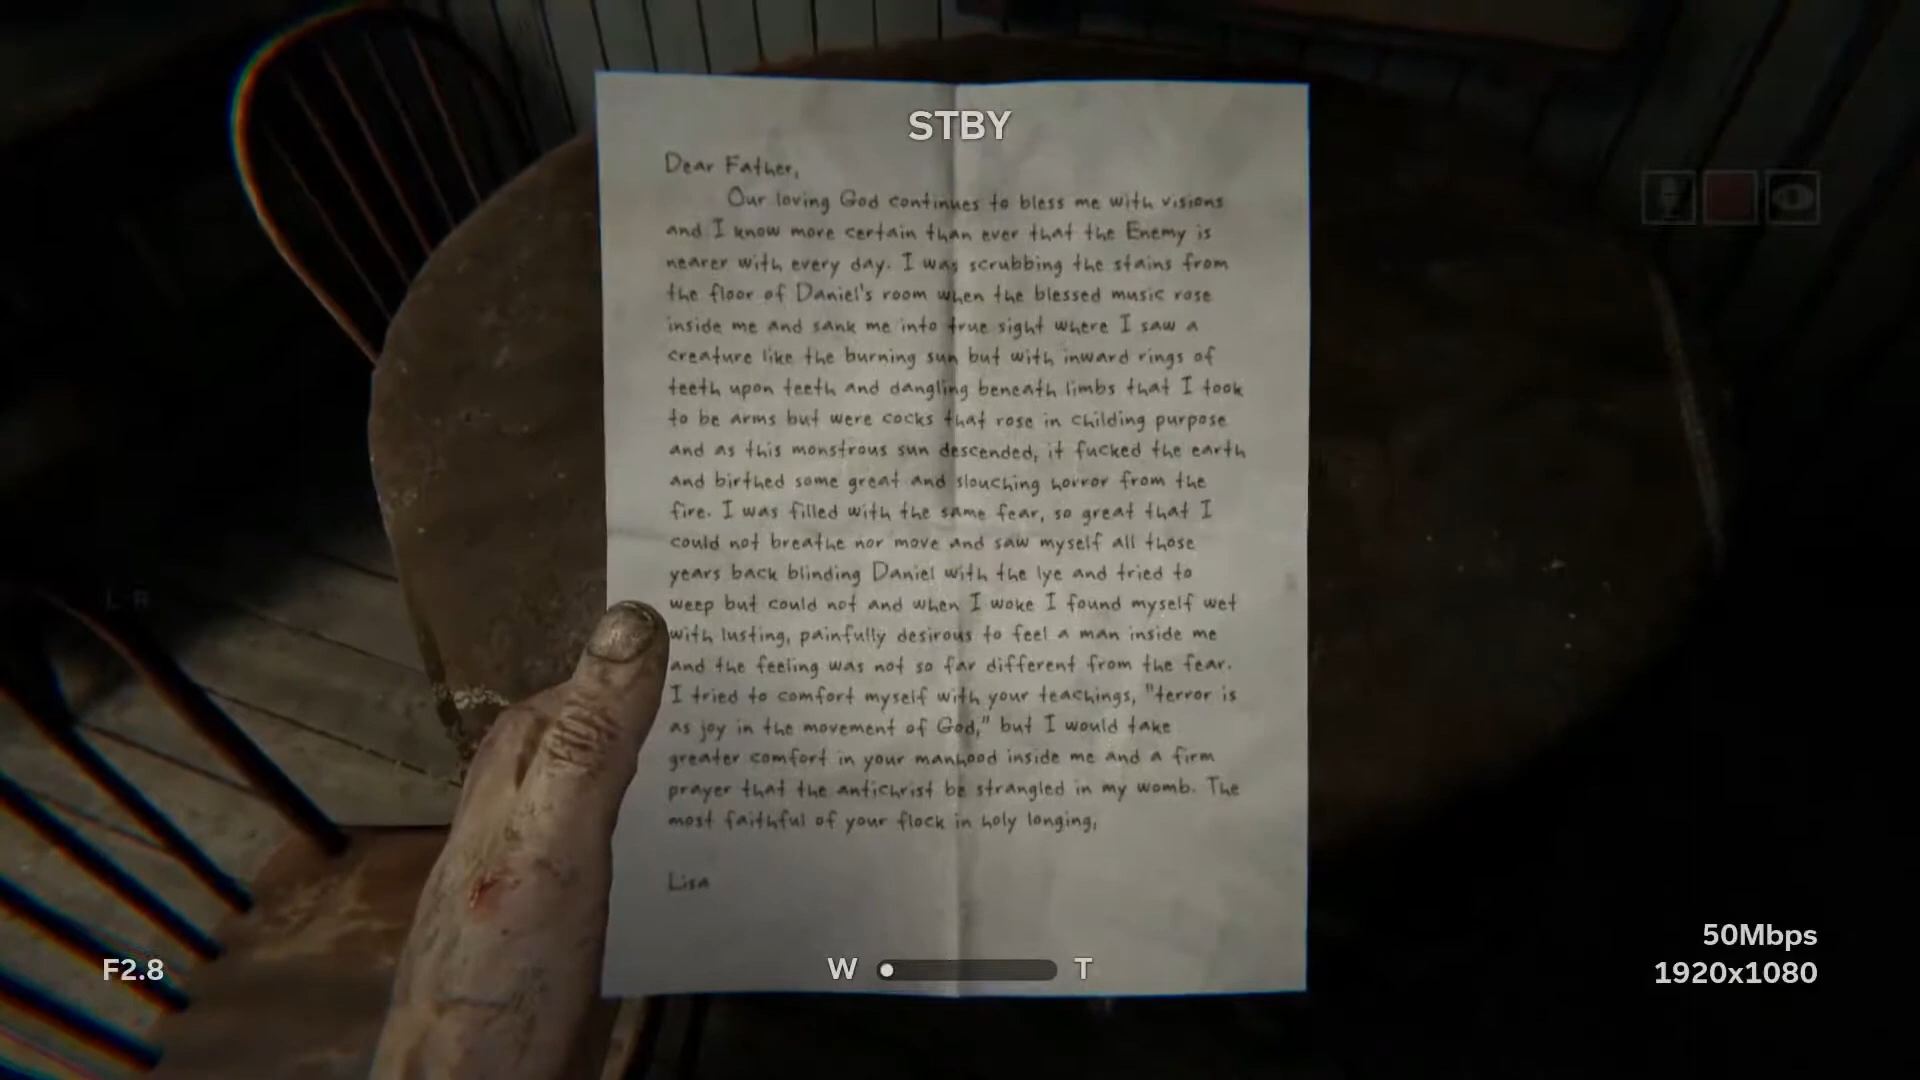 STBY
Dear Father,
Our loving God continues to bless me with visions
and I know more certain than ever that the Enemy is
nearer with every day. I was scrubbing the stains from
the floor of Daniel's room when the blessed music rose
inside me and sank me into true sight where I saw a
creature like the burning sun but with inward rings of
teeth upon teeth and dangling beneath limbs that I took
to be arms but were cocks that rose in childing purpose
and as this monstrous sun descended, it fucked the earth
and birthed some great and slouching horror from the
fire. I was filled with the same fear, so great that I
could not breathe nor move and saw myself all those
years back blinding Daniel with the lye and tried to
weep but could not and when I woke I found myself wet
with lusting, painfully desirous to feel a man inside me
and the feeling was not so far different from the fear.
I tried to comfort myself with your teachings, "terror is
as joy in the movement of God," but I would take
greater comfort in your manhood inside me and a firm
prayer that the antichrist be strangled in my womb. The
most faithful of your flock in holy longing,
Lisa
L R
F2.8
W T
50Mbps
1920x1080